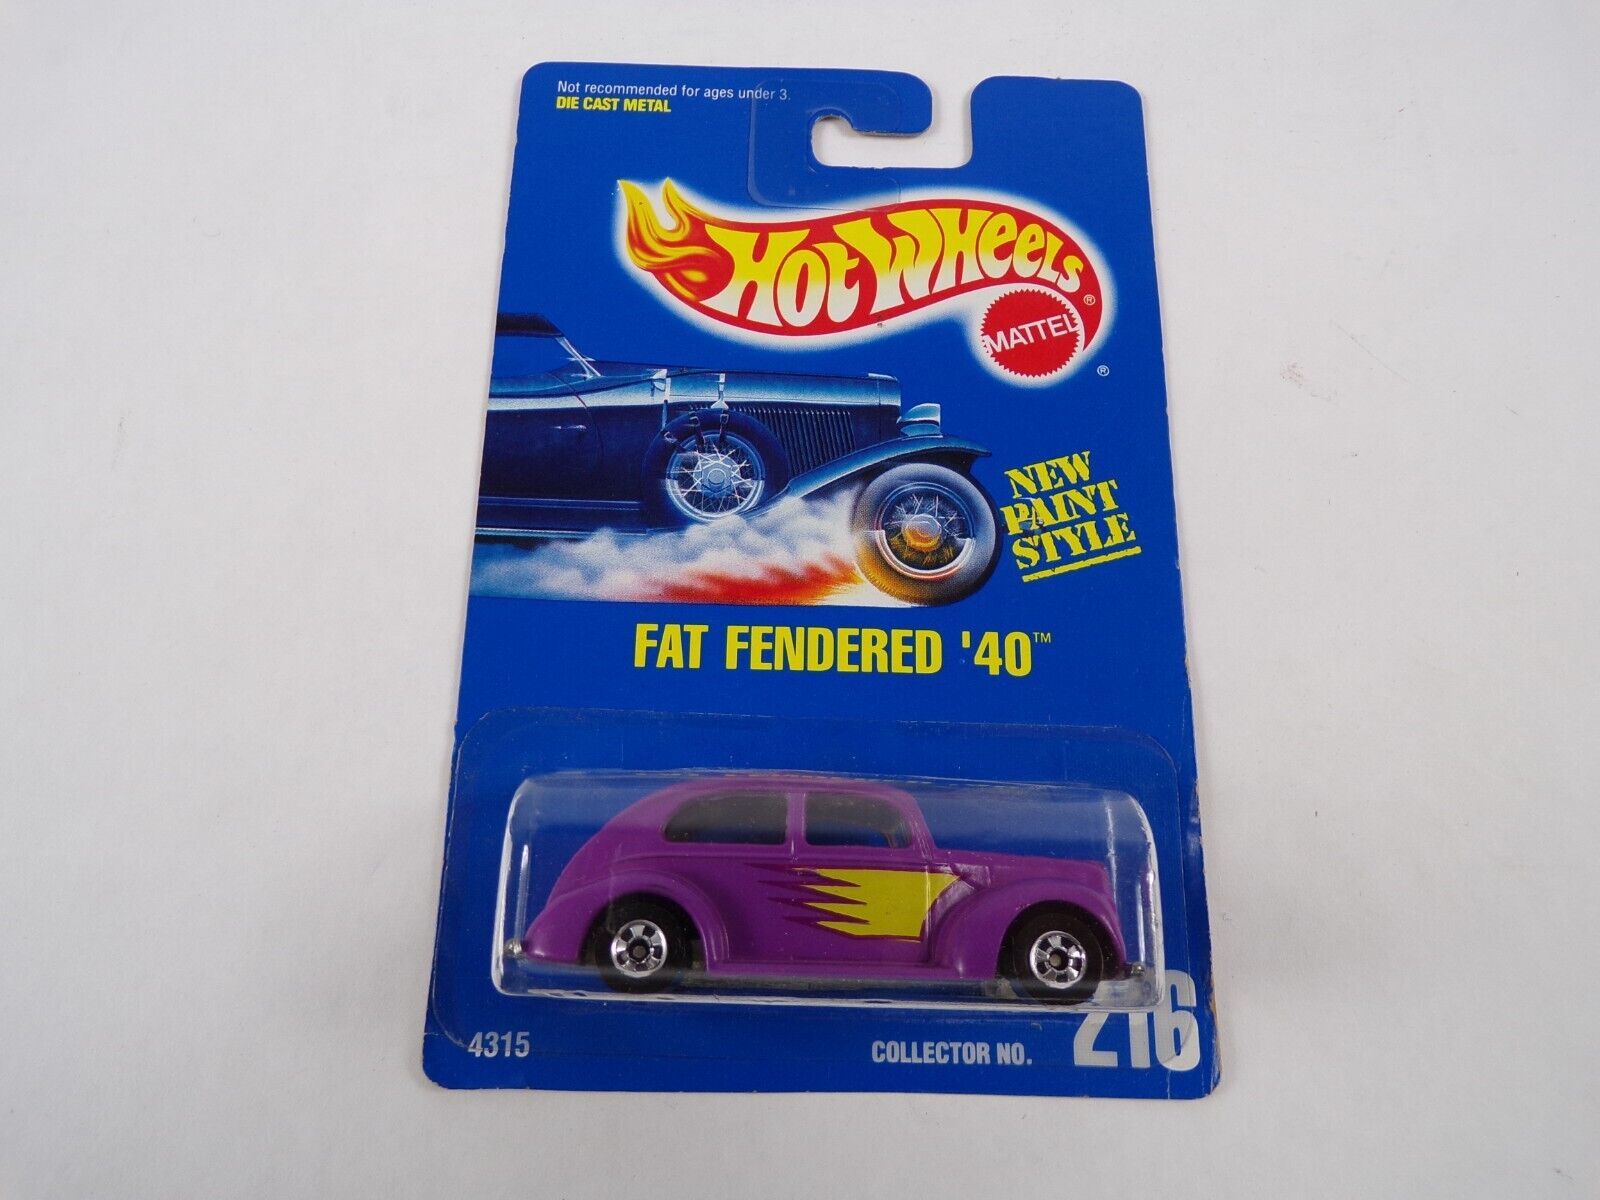 Not recommended for ages under 3.
DIE CAST METAL
HOT WHEELS ®
MATTEL
®
NEW
PAINT
STYLE
FAT FENDERED '40™
4315
COLLECTOR NO. 216